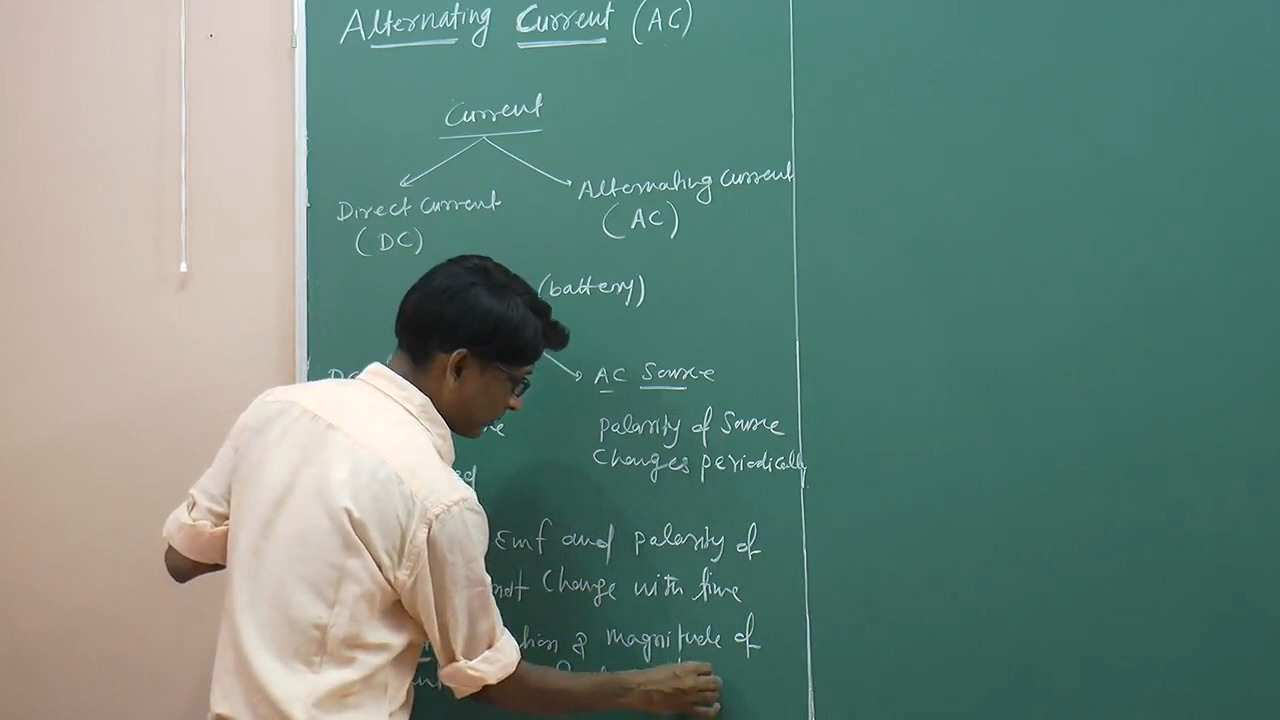 Alternating Current (AC)
Current
Direct Current
Alternating Current
(DC)
(AC)
(battery)
AC Source
Polarity of Source
Changes periodically
Emf and polarity of
not change with time
magnitude of